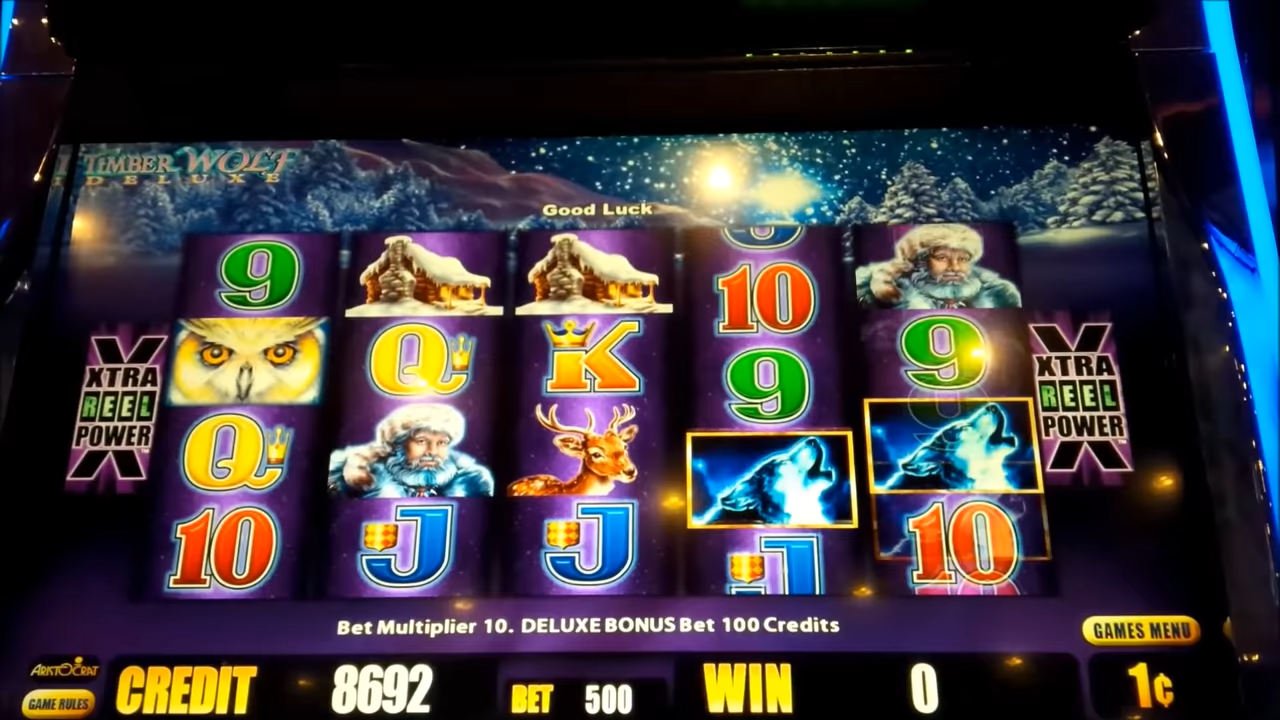 TIMBER WOLF
DELUXE
Good Luck
9
10
9
Q
K
9
XTRA
REEL
POWER
XTRA
REEL
POWER
Q
10
J
J
J
10
Bet Multiplier 10. DELUXE BONUS Bet 100 Credits
GAMES MENU
ARISTOCRAT
GAME RULES
CREDIT 8692 BET 500 WIN 0 1¢